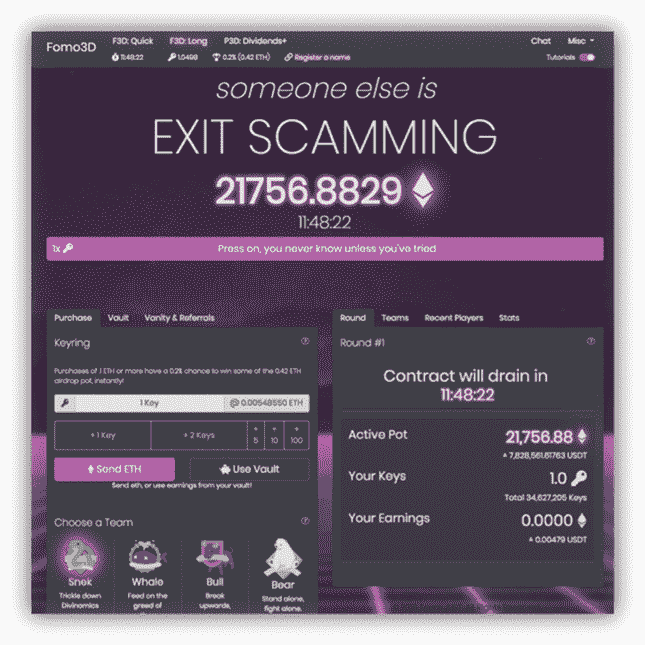 Fomo3D
F3D: Quick F3D: Long P3D: Dividends+
Chat Misc
11:48:22 1.0498 0.2% (0.42 ETH) Register a name
Tutorials
someone else is
EXIT SCAMMING
21756.8829
11:48:22
1x Press on, you never know unless you've tried
Purchase Vault Vanity & Referrals
Keyring
Purchases of 1 ETH or more have a 0.2% chance to win some of the 0.42 ETH
airdrop pot, instantly!
1 Key @ 0.00548550 ETH
+ 1 Key + 2 Keys + 5 + 10 + 100
Send ETH Use Vault
Send eth, or use earnings from your vault!
Choose a Team
Snek Whale Bull Bear
Trickle down Feed on the Break Stand alone,
Divinomics greed of upwards, fight alone.
Round Teams Recent Players Stats
Round #1
Contract will drain in
11:48:22
Active Pot 21,756.88
Your Keys 1.0
Total 34,627,205 Keys
Your Earnings 0.0000
0.00479 USDT